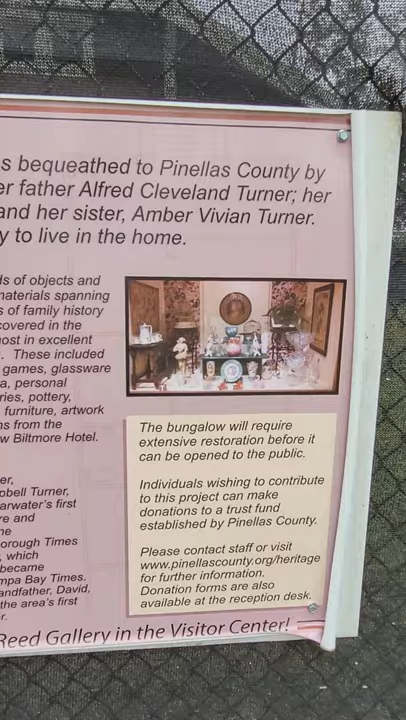 s bequeathed to Pinellas County by
er father Alfred Cleveland Turner; her
and her sister, Amber Vivian Turner.
y to live in the home.
ds of objects and
materials spanning
s of family history
covered in the
ost in excellent
. These included
games, glassware
a, personal
ries, pottery,
furniture, artwork
ns from the
w Biltmore Hotel.
er,
pbell Turner,
arwater's first
re and
ne
orough Times
, which
became
mpa Bay Times.
andfather, David,
the area's first
r.
The bungalow will require
extensive restoration before it
can be opened to the public.
Individuals wishing to contribute
to this project can make
donations to a trust fund
established by Pinellas County.
Please contact staff or visit
www.pinellascounty.org/heritage
for further information.
Donation forms are also
available at the reception desk.
Reed Gallery in the Visitor Center!